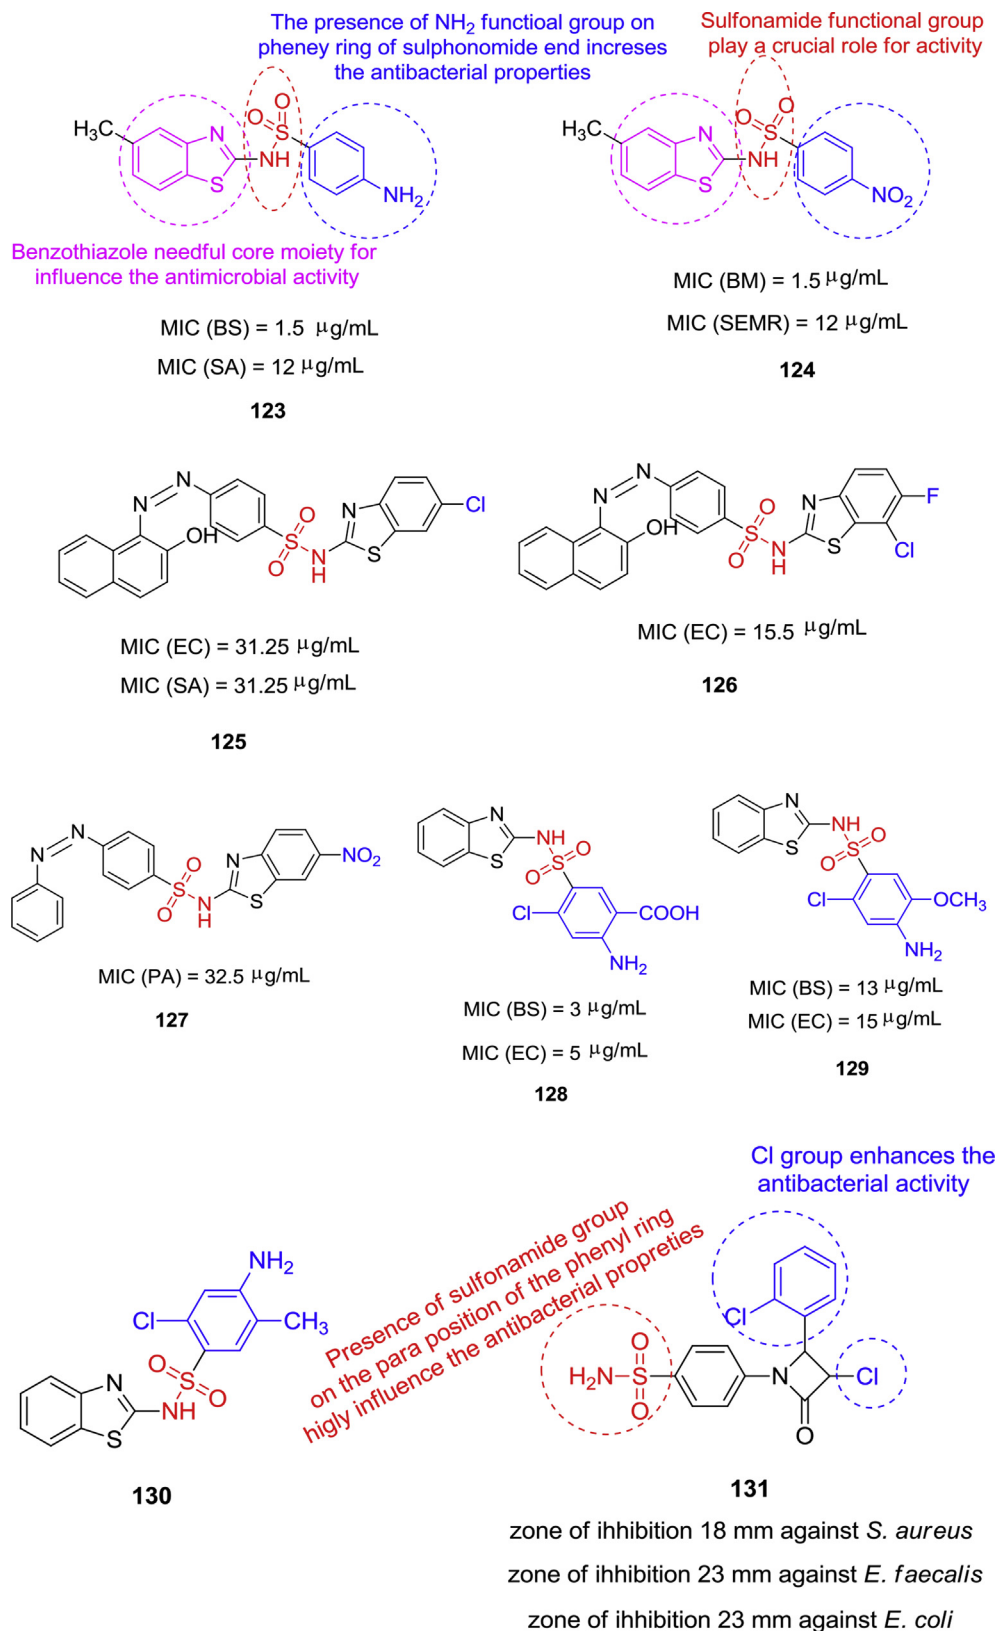 The presence of NH2 functioal group on
pheney ring of sulphonomide end increses
the antibacterial properties
Sulfonamide functional group
play a crucial role for activity
H3C
N
S
NH
O
O
S
NH2
H3C
N
S
NH
O
O
S
NO2
Benzothiazole needful core moiety for
influence the antimicrobial activity
MIC (BS) = 1.5 μg/mL
MIC (SA) = 12 μg/mL
123
MIC (BM) = 1.5 μg/mL
MIC (SEMR) = 12 μg/mL
124
N
N
OH
O
S
O
N
H
N
S
Cl
N
N
OH
O
S
O
N
H
N
S
F
Cl
MIC (EC) = 31.25 μg/mL
MIC (SA) = 31.25 μg/mL
125
MIC (EC) = 15.5 μg/mL
126
N
N
O
S
O
N
H
N
S
NO2
MIC (PA) = 32.5 μg/mL
127
N
S
NH
S
O
O
Cl
COOH
NH2
MIC (BS) = 3 μg/mL
MIC (EC) = 5 μg/mL
128
N
S
NH
S
O
O
Cl
OCH3
NH2
MIC (BS) = 13 μg/mL
MIC (EC) = 15 μg/mL
129
NH2
Cl
CH3
O
S
O
N
NH
S
130
Presence of sulfonamide group
on the para position of the phenyl ring
higly influence the antibacterial propreties
Cl group enhances the
antibacterial activity
Cl
O
H2N
S
O
N
Cl
O
131
zone of ihhibition 18 mm against S. aureus
zone of ihhibition 23 mm against E. faecalis
zone of ihhibition 23 mm against E. coli